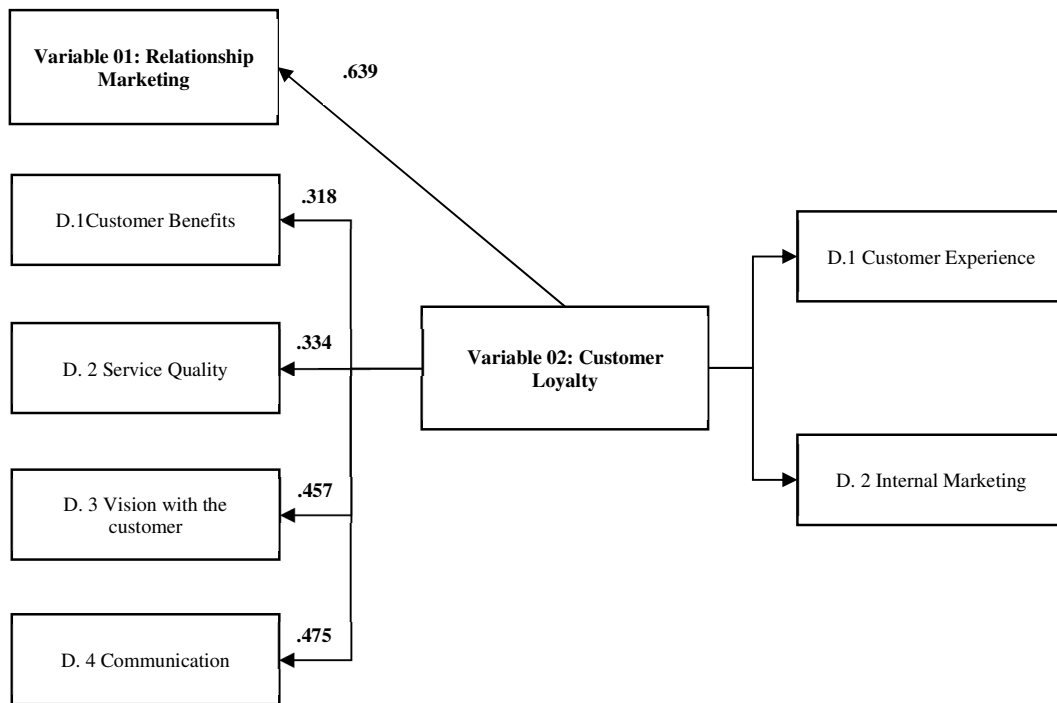 Variable 01: Relationship
Marketing
.639
D.1Customer Benefits
.318
D. 2 Service Quality
.334
D. 3 Vision with the
customer
.457
D. 4 Communication
.475
Variable 02: Customer
Loyalty
D.1 Customer Experience
D. 2 Internal Marketing